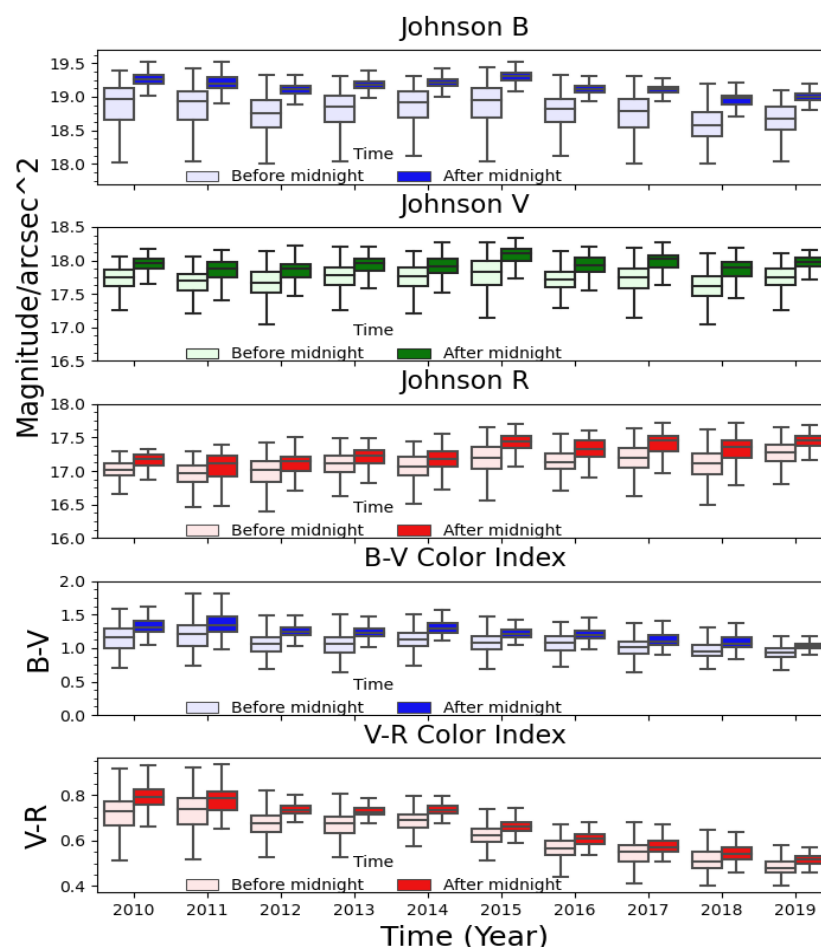 Johnson B
19.5
19.0
18.5
18.0
Time
Before midnight After midnight
Johnson V
18.5
18.0
17.5
17.0
16.5
Time
Before midnight After midnight
Magnitude/arcsec^2
Johnson R
18.0
17.5
17.0
16.5
16.0
Time
Before midnight After midnight
B-V Color Index
2.0
1.5
1.0
0.5
0.0
B-V
Time
Before midnight After midnight
V-R Color Index
0.8
0.6
0.4
V-R
Time
Before midnight After midnight
2010 2011 2012 2013 2014 2015 2016 2017 2018 2019
Time (Year)